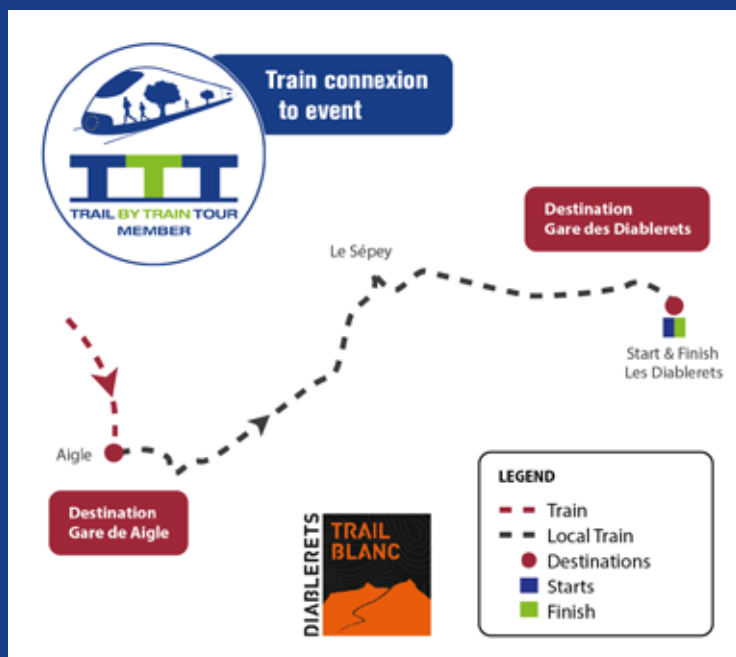 Train connexion
to event
TTT
TRAIL BY TRAIN TOUR
MEMBER
Destination
Gare des Diablerets
Le Sépey
Start & Finish
Les Diablerets
Aigle
Destination
Gare de Aigle
DIABLERETS
TRAIL
BLANC
LEGEND
Train
Local Train
Destinations
Starts
Finish